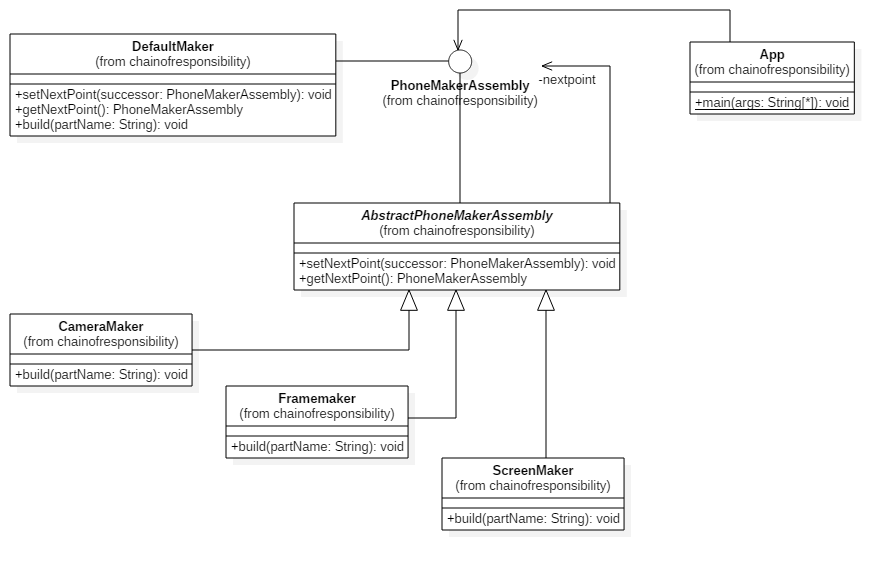 DefaultMaker
(from chainofresponsibility)
+setNextPoint(successor: PhoneMakerAssembly): void
+getNextPoint(): PhoneMakerAssembly
+build(partName: String): void
PhoneMakerAssembly
(from chainofresponsibility)
-nextpoint
App
(from chainofresponsibility)
+main(args: String[*]): void
AbstractPhoneMakerAssembly
(from chainofresponsibility)
+setNextPoint(successor: PhoneMakerAssembly): void
+getNextPoint(): PhoneMakerAssembly
CameraMaker
(from chainofresponsibility)
+build(partName: String): void
Framemaker
(from chainofresponsibility)
+build(partName: String): void
ScreenMaker
(from chainofresponsibility)
+build(partName: String): void